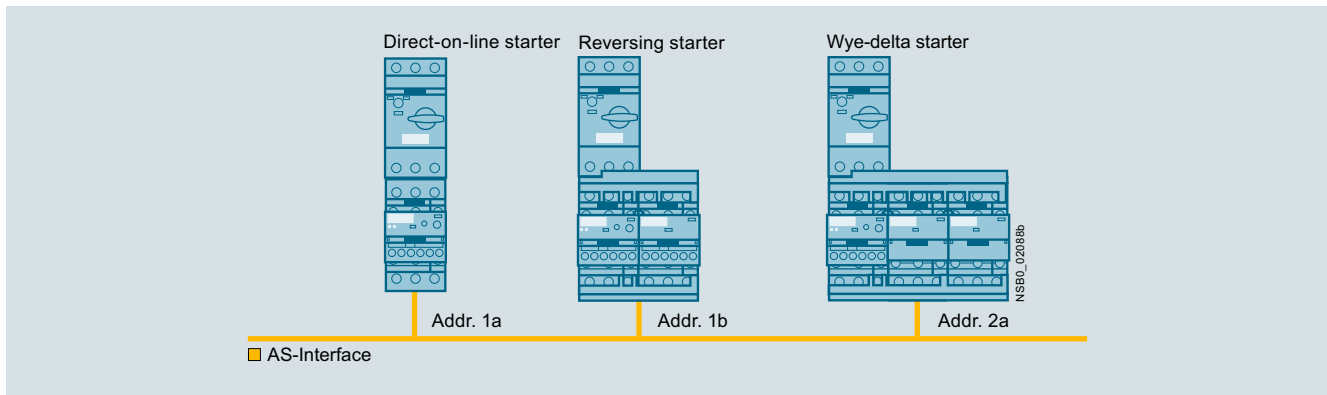 Direct-on-line starter
Reversing starter
Wye-delta starter
NSB0_02088b
Addr. 1a
Addr. 1b
Addr. 2a
AS-Interface